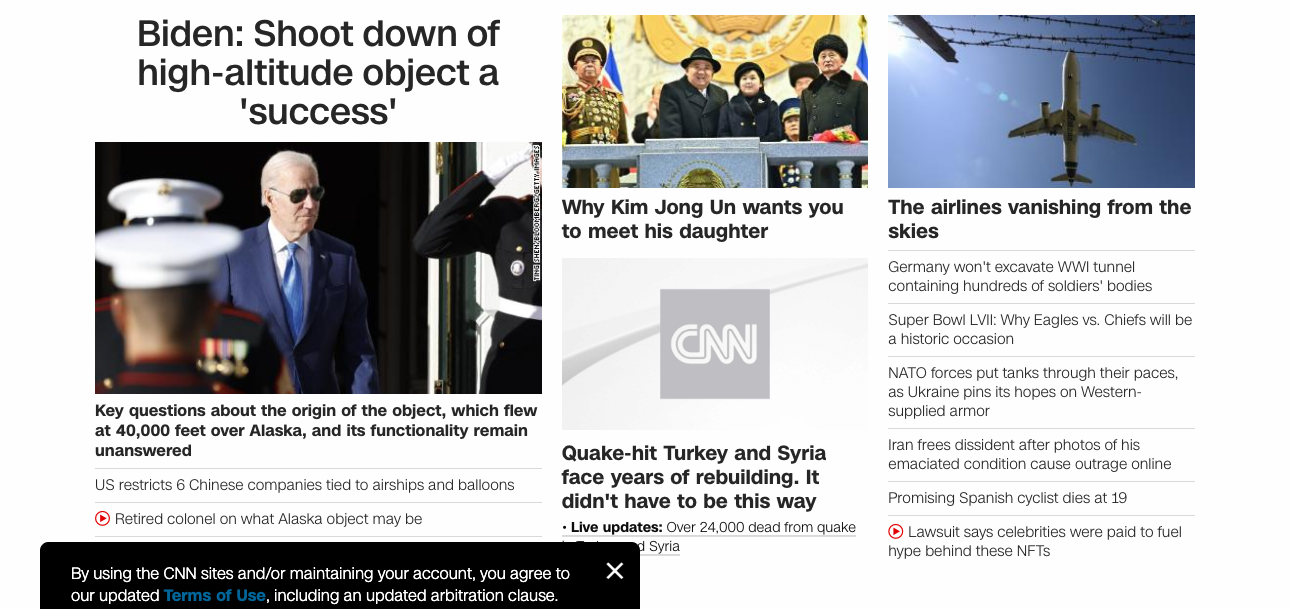 Biden: Shoot down of
high-altitude object a
'success'
TING SHEN/BLOOMBERG/GETTY IMAGES
Key questions about the origin of the object, which flew
at 40,000 feet over Alaska, and its functionality remain
unanswered
US restricts 6 Chinese companies tied to airships and balloons
Retired colonel on what Alaska object may be
Why Kim Jong Un wants you
to meet his daughter
CNN
Quake-hit Turkey and Syria
face years of rebuilding. It
didn't have to be this way
• Live updates: Over 24,000 dead from quake
d Syria
The airlines vanishing from the
skies
Germany won't excavate WWI tunnel
containing hundreds of soldiers' bodies
Super Bowl LVII: Why Eagles vs. Chiefs will be
a historic occasion
NATO forces put tanks through their paces,
as Ukraine pins its hopes on Western-
supplied armor
Iran frees dissident after photos of his
emaciated condition cause outrage online
Promising Spanish cyclist dies at 19
Lawsuit says celebrities were paid to fuel
hype behind these NFTs
By using the CNN sites and/or maintaining your account, you agree to
our updated Terms of Use, including an updated arbitration clause.